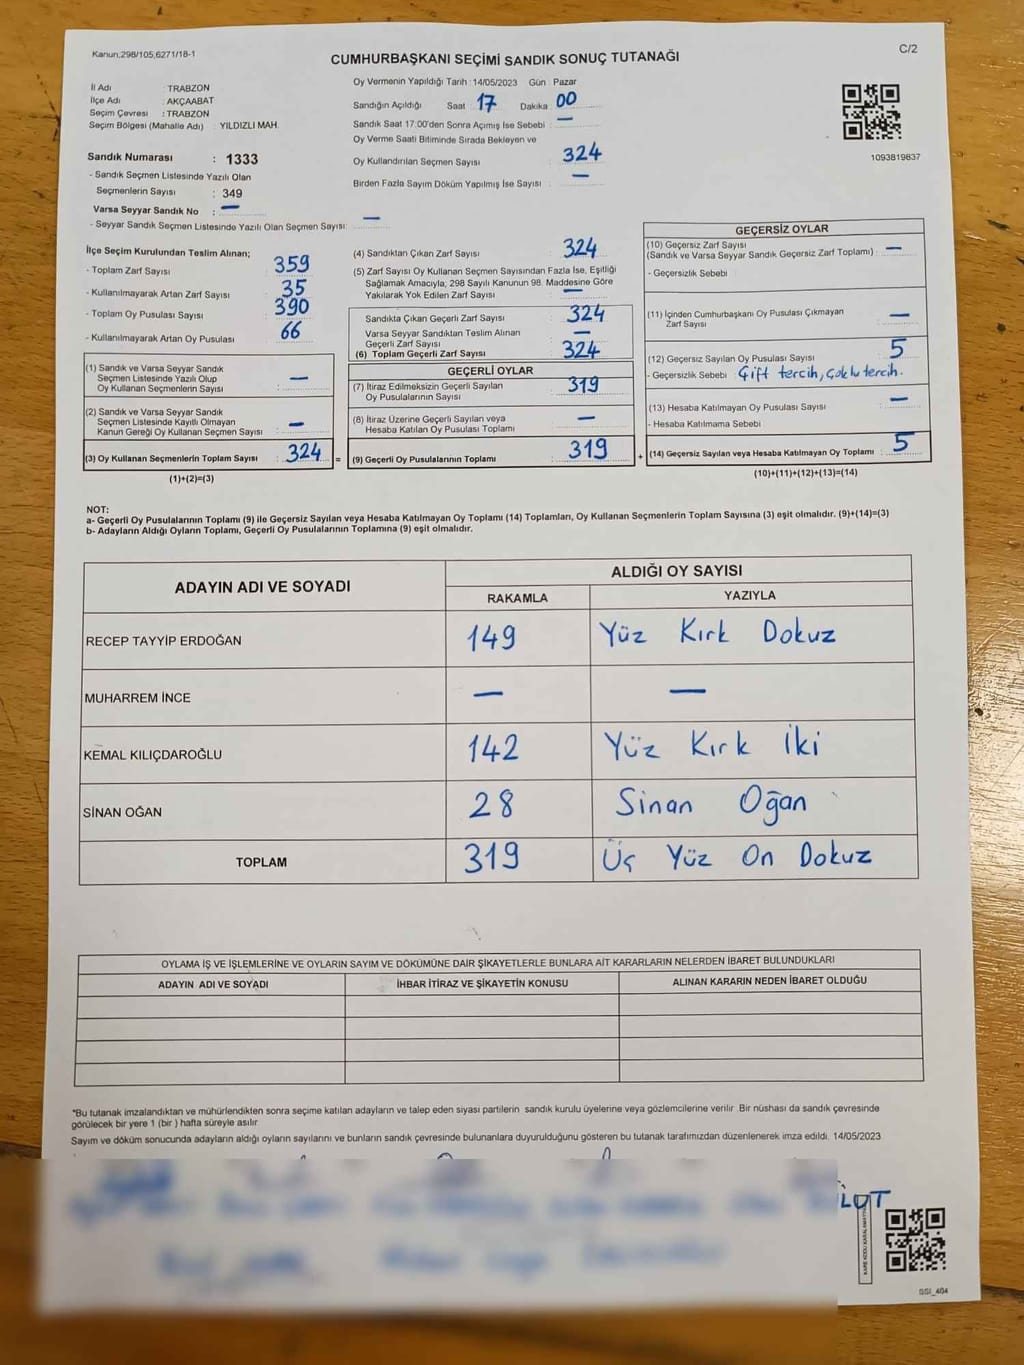 Kanun:298/105,6271/18-1
C/2
CUMHURBAŞKANI SEÇİMİ SANDIK SONUÇ TUTANAĞI
İl Adı : TRABZON
İlçe Adı : AKÇAABAT
Seçim Çevresi : TRABZON
Seçim Bölgesi (Mahalle Adı) : YILDIZLI MAH.
Sandık Numarası : 1333
- Sandık Seçmen Listesinde Yazılı Olan
Seçmenlerin Sayısı : 349
Varsa Seyyar Sandık No : —
- Seyyar Sandık Seçmen Listesinde Yazılı Olan Seçmen Sayısı: —
Oy Vermenin Yapıldığı Tarih : 14/05/2023 Gün : Pazar
Sandığın Açıldığı Saat 17 Dakika 00
Sandık Saat 17:00'den Sonra Açımış İse Sebebi : —
Oy Verme Saati Bitiminde Sırada Bekleyen ve
Oy Kullandırılan Seçmen Sayısı : 324
Birden Fazla Sayım Döküm Yapılmış İse Sayısı : —
1093819837
İlçe Seçim Kurulundan Teslim Alınan;
- Toplam Zarf Sayısı : 359
- Kullanılmayarak Artan Zarf Sayısı : 35
- Toplam Oy Pusulası Sayısı : 390
- Kullanılmayarak Artan Oy Pusulası : 66
(1) Sandık ve Varsa Seyyar Sandık
Seçmen Listesinde Yazılı Olup
Oy Kullanan Seçmenlerin Sayısı : —
(2) Sandık ve Varsa Seyyar Sandık
Seçmen Listesinde Kayıtlı Olmayan
Kanun Gereği Oy Kullanan Seçmen Sayısı : —
(3) Oy Kullanan Seçmenlerin Toplam Sayısı : 324 =
(1)+(2)=(3)
(4) Sandıktan Çıkan Zarf Sayısı : 324
(5) Zarf Sayısı Oy Kullanan Seçmen Sayısından Fazla İse, Eşitliği
Sağlamak Amacıyla; 298 Sayılı Kanunun 98. Maddesine Göre
Yakılarak Yok Edilen Zarf Sayısı : —
Sandıkta Çıkan Geçerli Zarf Sayısı : 324
Varsa Seyyar Sandıktan Teslim Alınan
Geçerli Zarf Sayısı : —
(6) Toplam Geçerli Zarf Sayısı : 324
GEÇERLİ OYLAR
(7) İtiraz Edilmeksizin Geçerli Sayılan
Oy Pusulalarının Sayısı : 319
(8) İtiraz Üzerine Geçerli Sayılan veya
Hesaba Katılan Oy Pusulası Toplamı : —
(9) Geçerli Oy Pusulalarının Toplamı : 319 +
GEÇERSİZ OYLAR
(10) Geçersiz Zarf Sayısı
(Sandık ve Varsa Seyyar Sandık Geçersiz Zarf Toplamı) : —
- Geçersizlik Sebebi
(11) İçinden Cumhurbaşkanı Oy Pusulası Çıkmayan
Zarf Sayısı : —
(12) Geçersiz Sayılan Oy Pusulası Sayısı : 5
- Geçersizlik Sebebi Çift tercih, Çoklu tercih.
(13) Hesaba Katılmayan Oy Pusulası Sayısı : —
- Hesaba Katılmama Sebebi
(14) Geçersiz Sayılan veya Hesaba Katılmayan Oy Toplamı : 5
(10)+(11)+(12)+(13)=(14)
NOT:
a- Geçerli Oy Pusulalarının Toplamı (9) ile Geçersiz Sayılan veya Hesaba Katılmayan Oy Toplamı (14) Toplamları, Oy Kullanan Seçmenlerin Toplam Sayısına (3) eşit olmalıdır. (9)+(14)=(3)
b- Adayların Aldığı Oyların Toplamı, Geçerli Oy Pusulalarının Toplamına (9) eşit olmalıdır.
ADAYIN ADI VE SOYADI
ALDIĞI OY SAYISI
RAKAMLA YAZIYLA
RECEP TAYYİP ERDOĞAN 149 Yüz Kırk Dokuz
MUHARREM İNCE — —
KEMAL KILIÇDAROĞLU 142 Yüz Kırk İki
SİNAN OĞAN 28 Sinan Oğan
TOPLAM 319 Üç Yüz On Dokuz
OYLAMA İŞ VE İŞLEMLERİNE VE OYLARIN SAYIM VE DÖKÜMÜNE DAİR ŞİKAYETLERLE BUNLARA AİT KARARLARIN NELERDEN İBARET BULUNDUKLARI
ADAYIN ADI VE SOYADI İHBAR İTİRAZ VE ŞİKAYETİN KONUSU ALINAN KARARIN NEDEN İBARET OLDUĞU
*Bu tutanak imzalandıktan ve mühürlendikten sonra seçime katılan adayların ve talep eden siyasi partilerin sandık kurulu üyelerine veya gözlemcilerine verilir. Bir nüshası da sandık çevresinde
görülecek bir yere 1 (bir ) hafta süreyle asılır
Sayım ve döküm sonucunda adayların aldığı oyların sayılarını ve bunların sandık çevresinde bulunanlara duyurulduğunu gösteren bu tutanak tarafımızdan düzenlenerek imza edildi. 14/05/2023
LUT
GSI_404